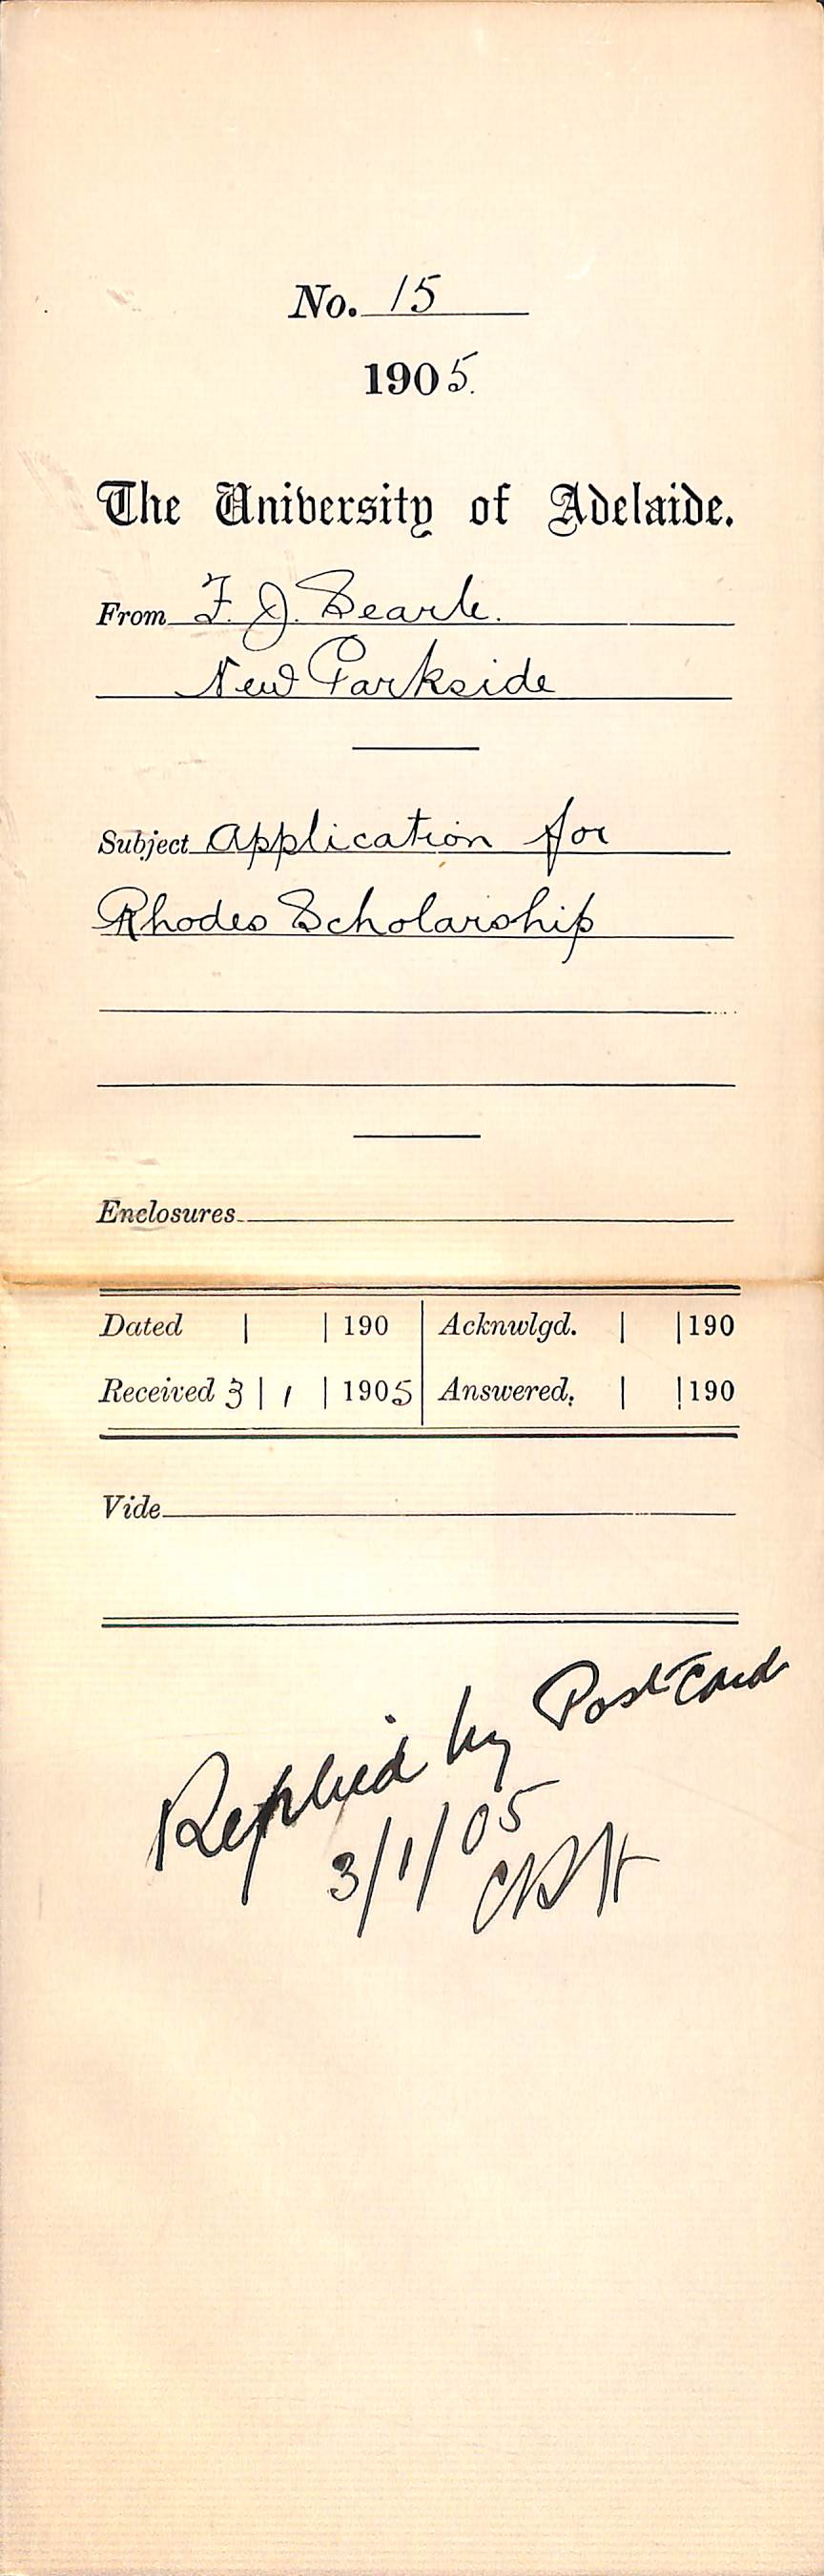 No. 15
1905.
The University of Adelaide.
From F. J. Searle.
New Parkside
Subject Application for
Rhodes Scholarship
Enclosures
Dated | | 190 Acknwlgd. | | 190
Received 3 | 1 | 1905 Answered. | | 190
Vide
Replied by Post Card
3/1/05
CRH